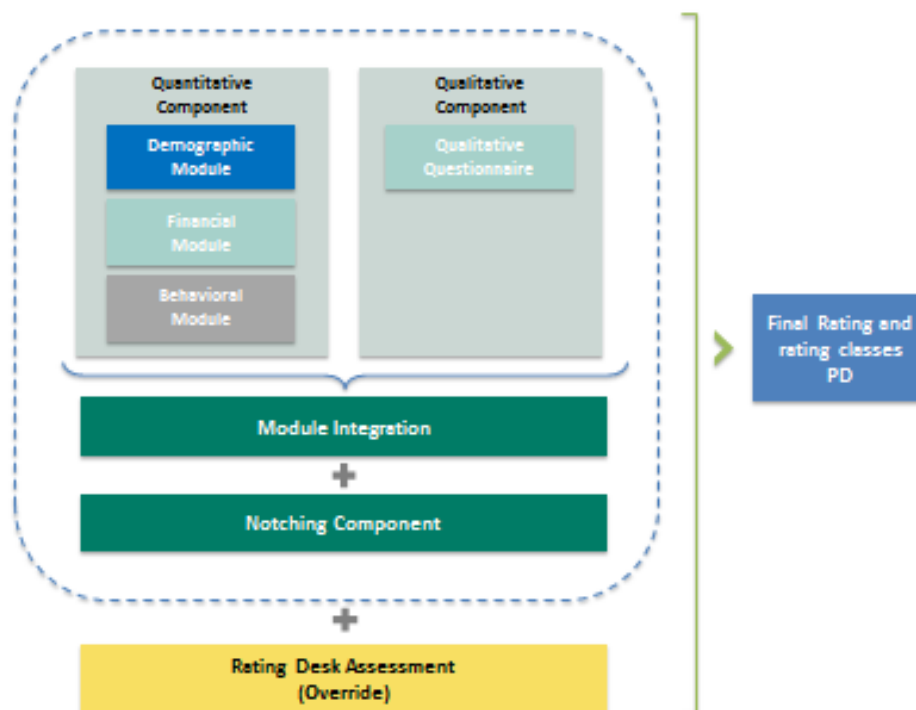 Quantitative
Component
Demographic
Module
Financial
Module
Behavioral
Module
Qualitative
Component
Qualitative
Questionnaire
Module Integration
Notching Component
Rating Desk Assessment
(Override)
Final Rating and
rating classes
PD